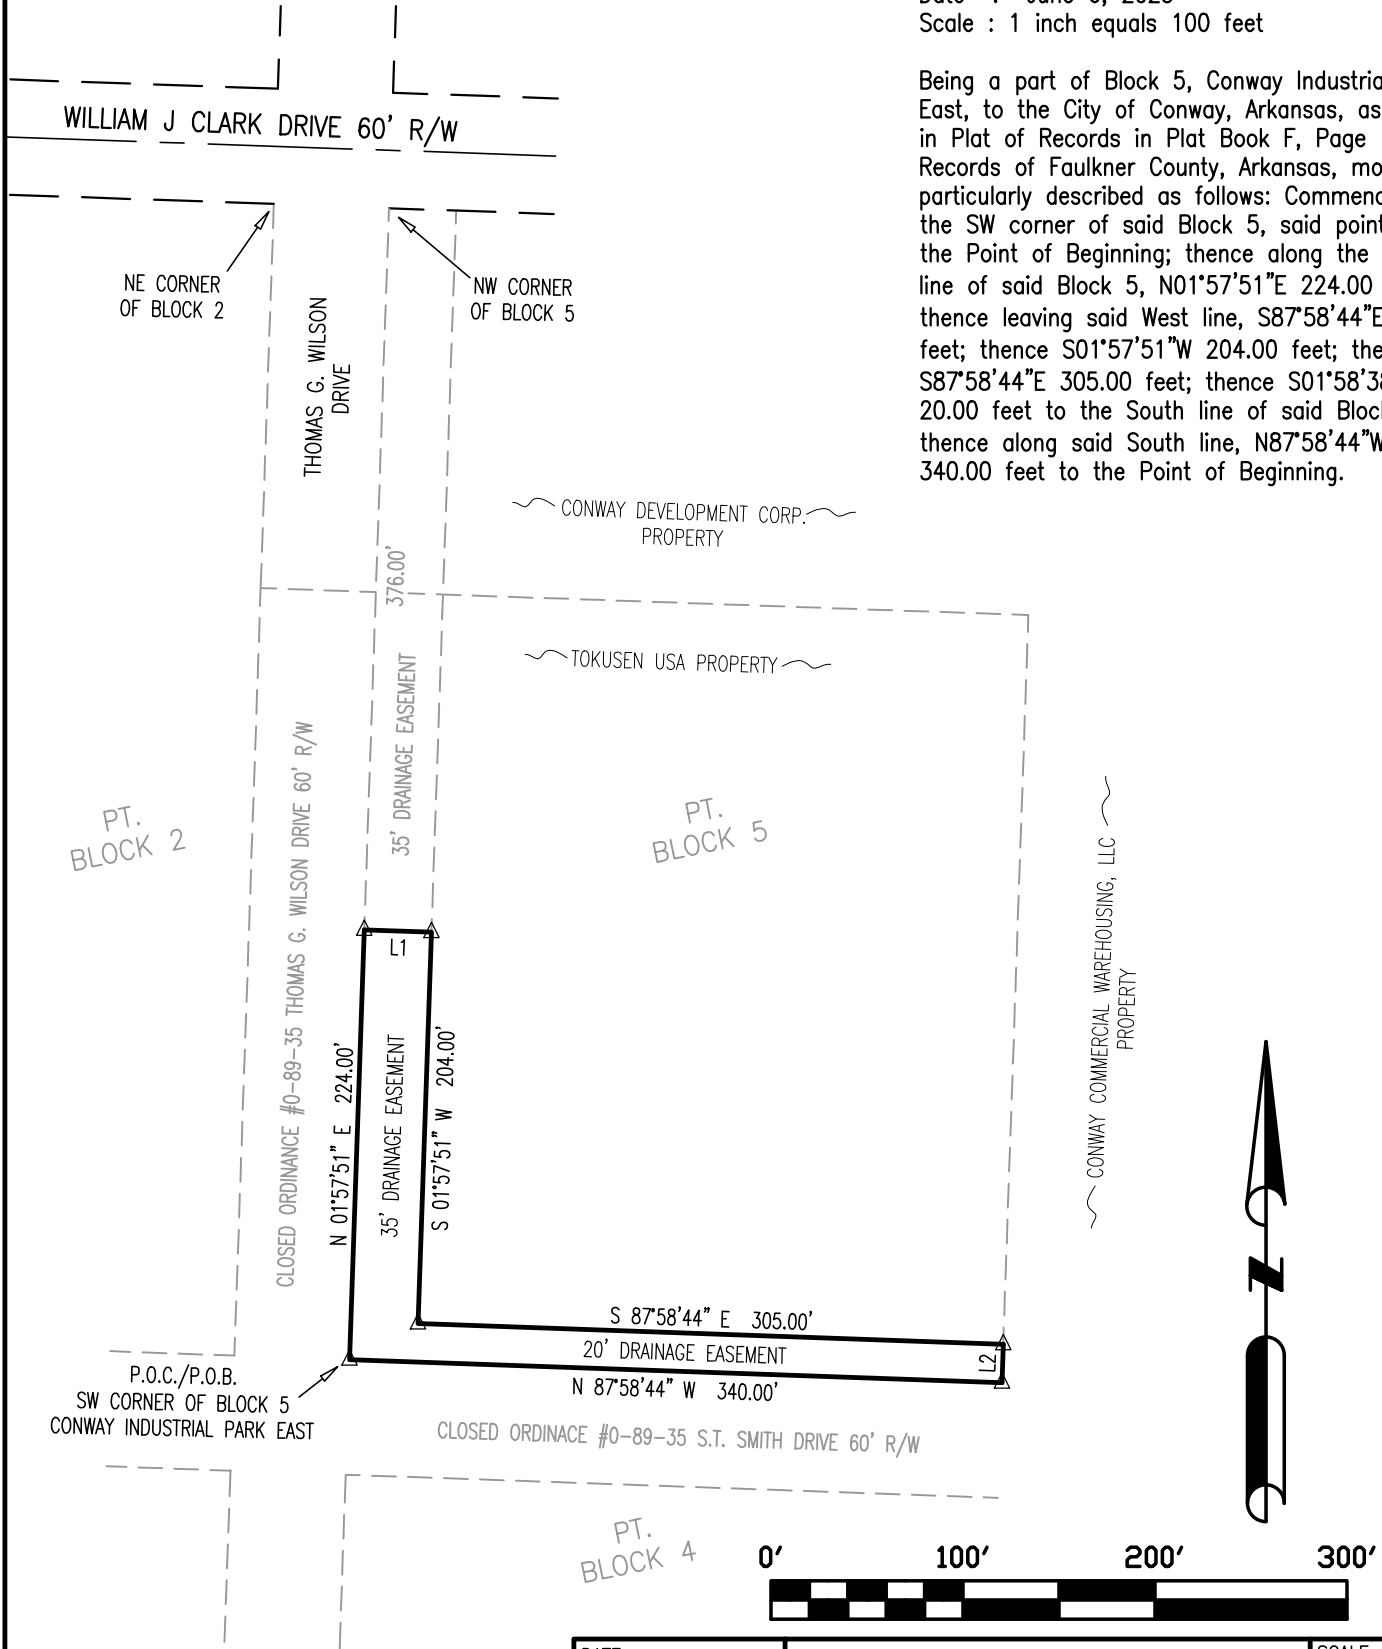 Scale : 1 inch equals 100 feet
Being a part of Block 5, Conway Industria
East, to the City of Conway, Arkansas, as
in Plat of Records in Plat Book F, Page
Records of Faulkner County, Arkansas, mo
particularly described as follows: Commenc
the SW corner of said Block 5, said point
the Point of Beginning; thence along the
line of said Block 5, N01°57'51"E 224.00
thence leaving said West line, S87°58'44"E
feet; thence S01°57'51"W 204.00 feet; the
S87°58'44"E 305.00 feet; thence S01°58'3
20.00 feet to the South line of said Bloc
thence along said South line, N87°58'44"W
340.00 feet to the Point of Beginning.
WILLIAM J CLARK DRIVE 60' R/W
NE CORNER
OF BLOCK 2
NW CORNER
OF BLOCK 5
THOMAS G. WILSON
DRIVE
CONWAY DEVELOPMENT CORP.
PROPERTY
376.00'
TOKUSEN USA PROPERTY
35' DRAINAGE EASEMENT
CLOSED ORDINANCE #0-89-35 THOMAS G. WILSON DRIVE 60' R/W
PT.
BLOCK 2
PT.
BLOCK 5
CONWAY COMMERCIAL WAREHOUSING, LLC
PROPERTY
L1
N 01°57'51" E 224.00'
35' DRAINAGE EASEMENT
S 01°57'51" W 204.00'
S 87°58'44" E 305.00'
20' DRAINAGE EASEMENT
L2
N 87°58'44" W 340.00'
P.O.C./P.O.B.
SW CORNER OF BLOCK 5
CONWAY INDUSTRIAL PARK EAST
CLOSED ORDINACE #0-89-35 S.T. SMITH DRIVE 60' R/W
PT.
BLOCK 4
N
0' 100' 200' 300'